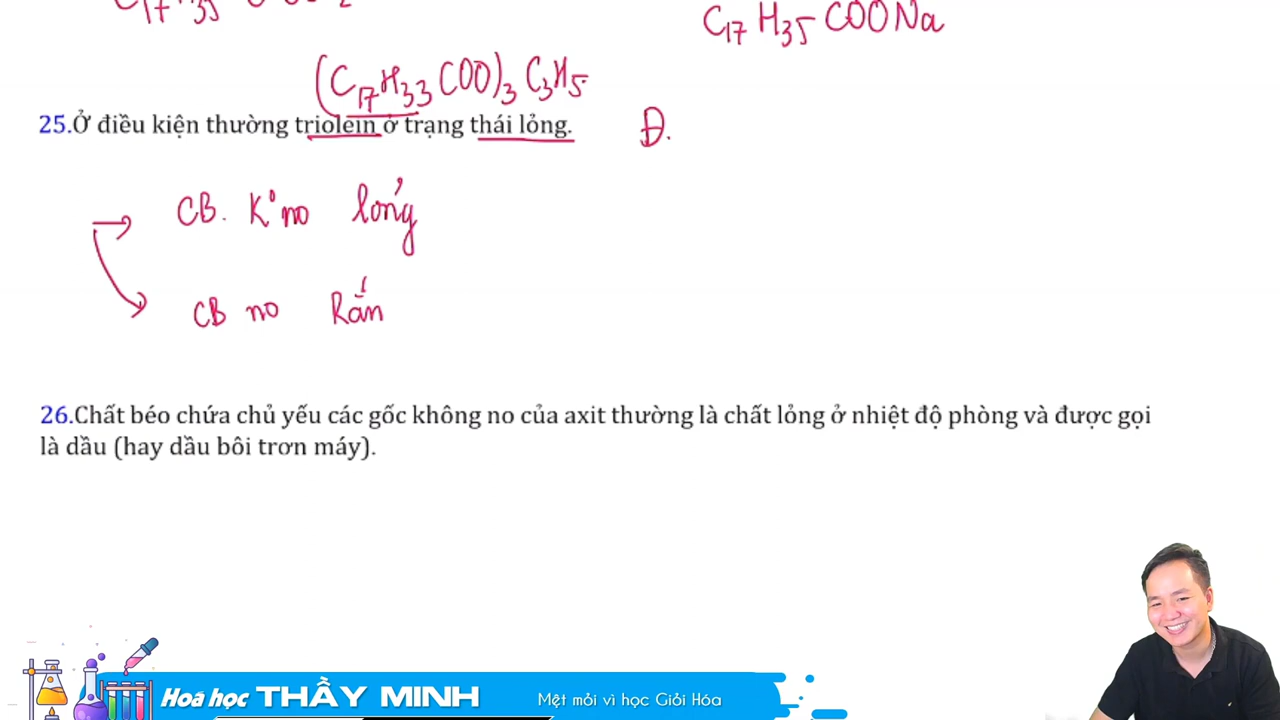 C17H35COONa
(C17H33COO)3C3H5
25.Ở điều kiện thường triolein ở trạng thái lỏng. Đ.
CB. K° no lỏng
CB no Rắn
26.Chất béo chứa chủ yếu các gốc không no của axit thường là chất lỏng ở nhiệt độ phòng và được gọi
là dầu (hay dầu bôi trơn máy).
Hoá học THẦY MINH Mệt mỏi vì học Giỏi Hóa